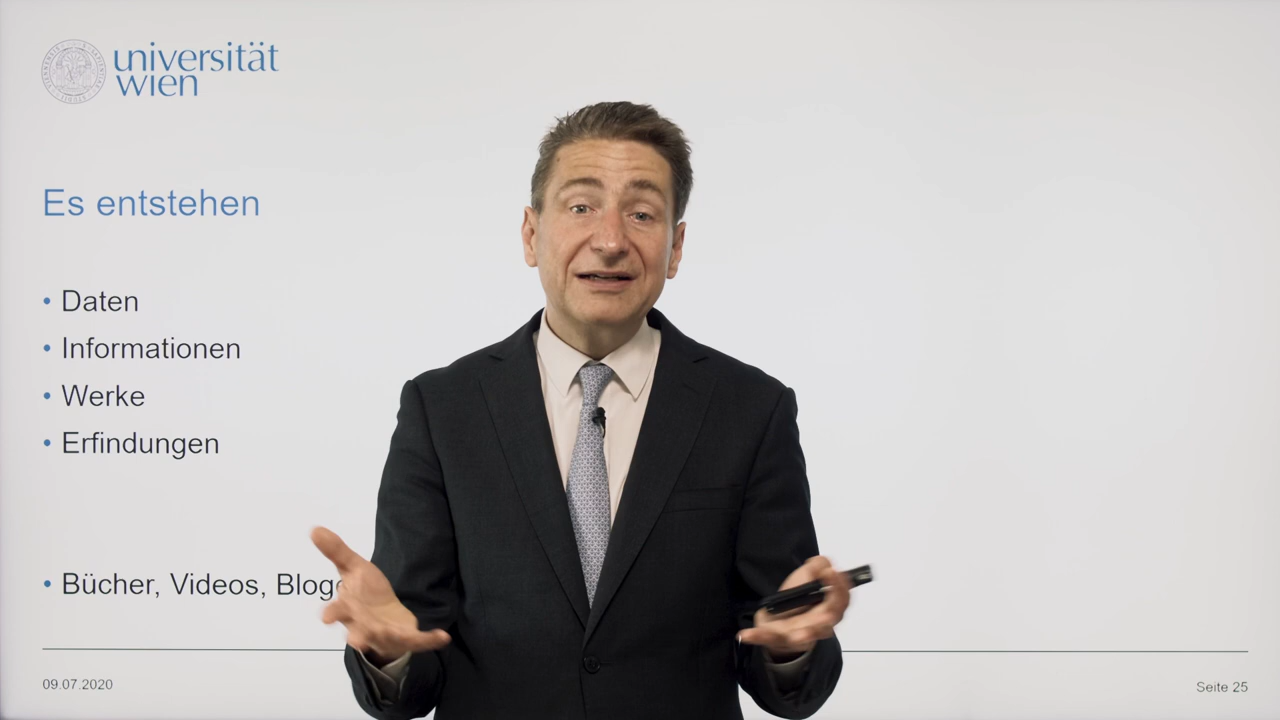 universität
wien
Es entstehen
• Daten
• Informationen
• Werke
• Erfindungen
• Bücher, Videos,
09.07.2020
Seite 25